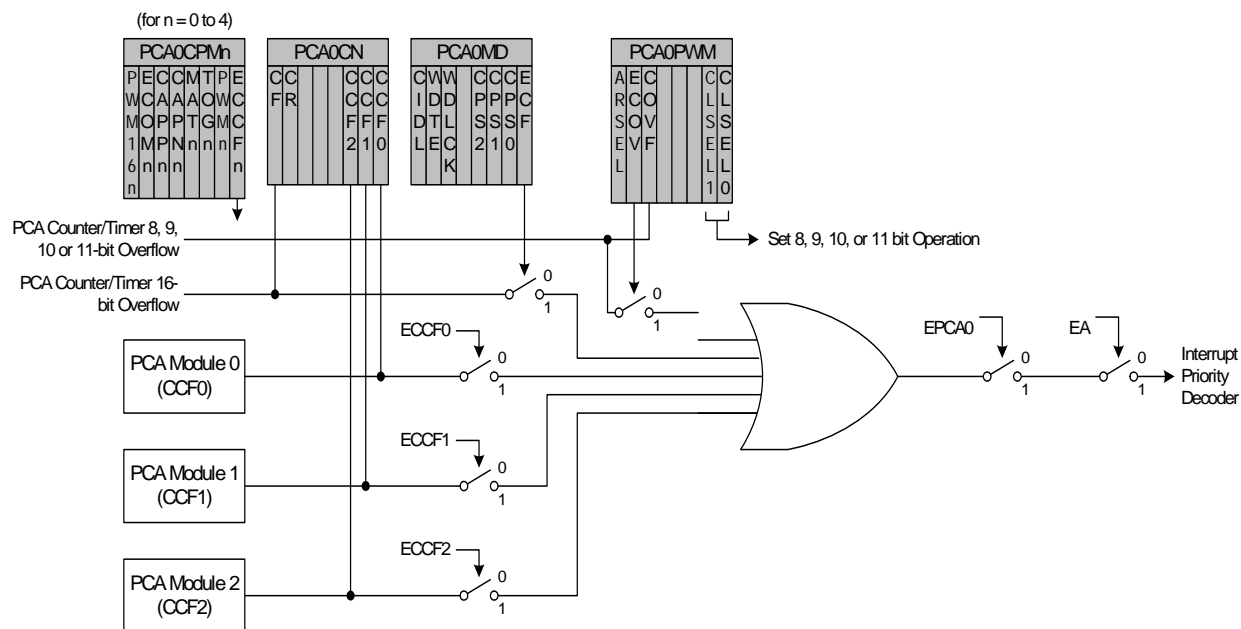 (for n = 0 to 4)
PCA0CPMn
PWM16n
ECOMn
CAPPn
CAPNn
MATn
TOGn
PWMn
ECCFn
PCA0CN
CF
CR
CCF2
CCF1
CCF0
PCA0MD
CIDL
WDTE
WDLCK
CPS2
CPS1
CPS0
ECF
PCA0PWM
ARSEL
ECOV
COVF
CLSEL1
CLSEL0
PCA Counter/Timer 8, 9,
10 or 11-bit Overflow
Set 8, 9, 10, or 11 bit Operation
PCA Counter/Timer 16-
bit Overflow
0
1
0
1
PCA Module 0
(CCF0)
ECCF0
0
1
EPCA0
0
1
EA
0
1
Interrupt
Priority
Decoder
PCA Module 1
(CCF1)
ECCF1
0
1
PCA Module 2
(CCF2)
ECCF2
0
1